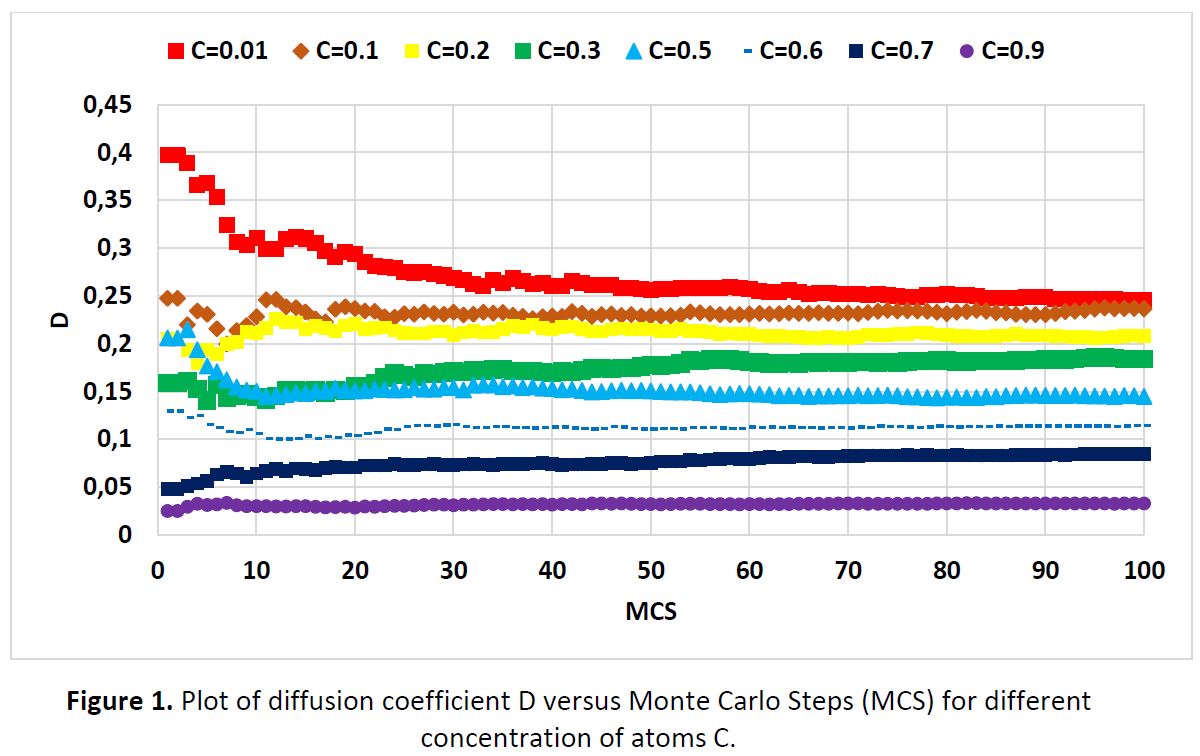 C=0.01 C=0.1 C=0.2 C=0.3 C=0.5 C=0.6 C=0.7 C=0.9
0,45
0,4
0,35
0,3
0,25
0,2
0,15
0,1
0,05
0
D
0 10 20 30 40 50 60 70 80 90 100
MCS
Figure 1. Plot of diffusion coefficient D versus Monte Carlo Steps (MCS) for different
concentration of atoms C.